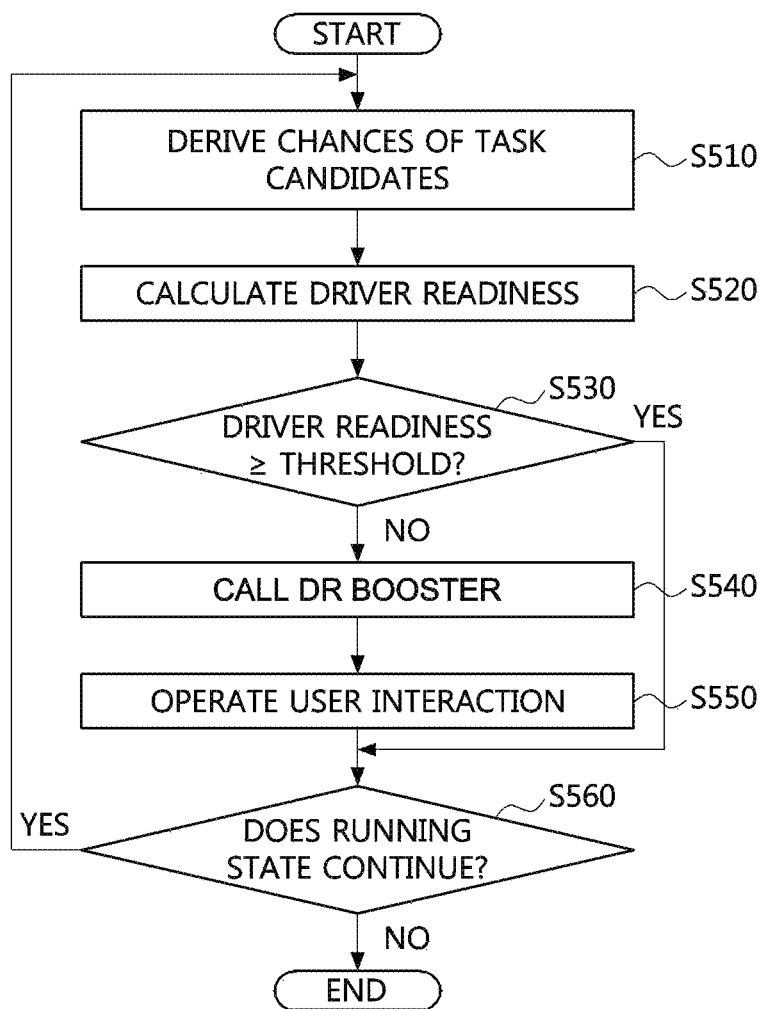 START
DERIVE CHANCES OF TASK
CANDIDATES
S510
CALCULATE DRIVER READINESS
S520
S530
DRIVER READINESS
≥ THRESHOLD?
YES
NO
CALL DR BOOSTER
S540
OPERATE USER INTERACTION
S550
S560
YES
DOES RUNNING
STATE CONTINUE?
NO
END